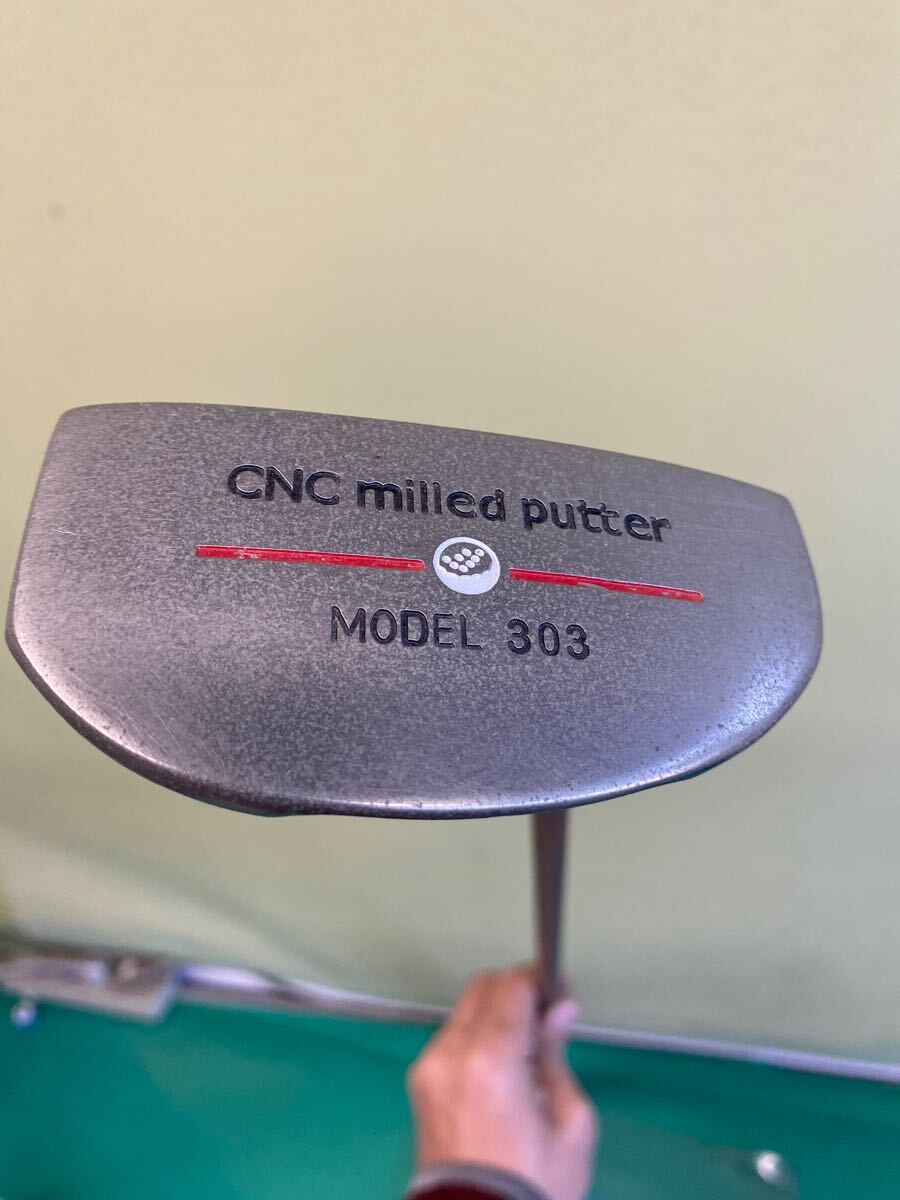 CNC milled putter
MODEL 303